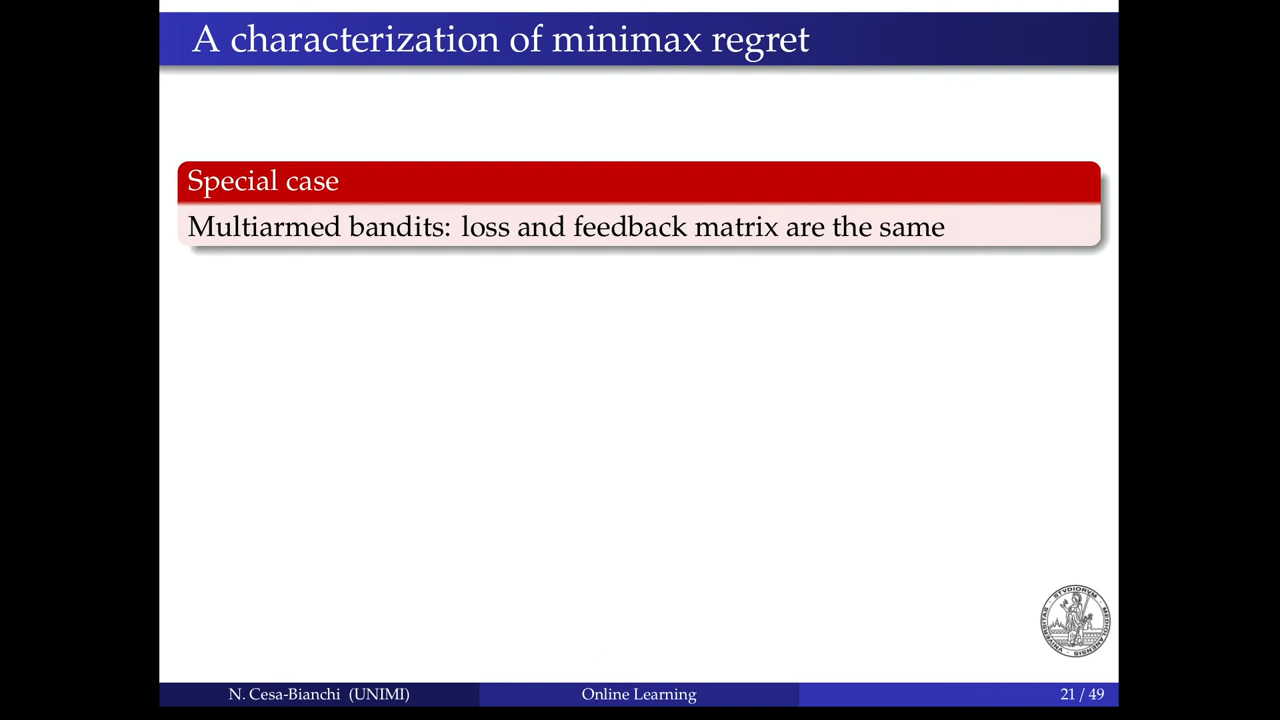 A characterization of minimax regret
Special case
Multiarmed bandits: loss and feedback matrix are the same
N. Cesa-Bianchi (UNIMI)
Online Learning
21 / 49